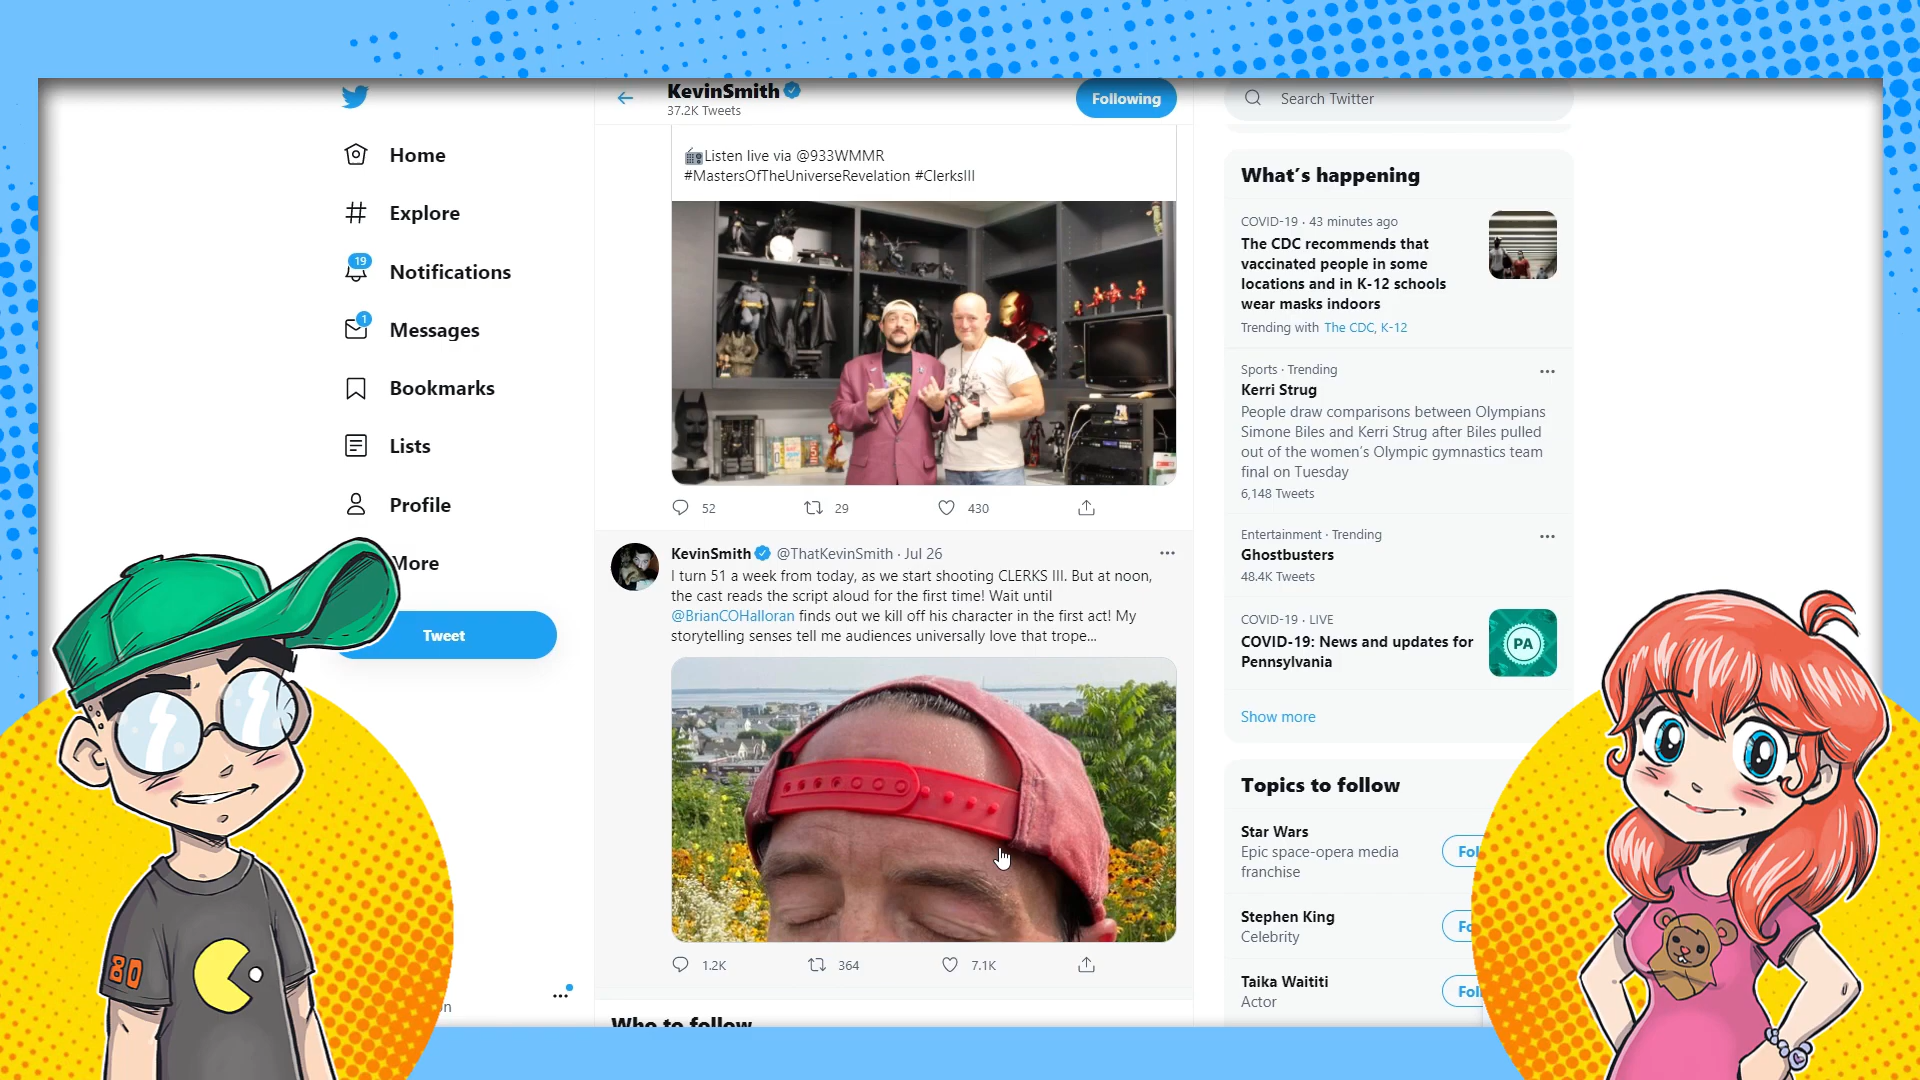 Home
Explore
19
Notifications
1
Messages
Bookmarks
Lists
Profile
More
Tweet
KevinSmith
37.2K Tweets
Following
Listen live via @933WMMR
#MastersOfTheUniverseRevelation #ClerksIII
52
29
430
KevinSmith @ThatKevinSmith · Jul 26
I turn 51 a week from today, as we start shooting CLERKS III. But at noon,
the cast reads the script aloud for the first time! Wait until
@BrianCOHalloran finds out we kill off his character in the first act! My
storytelling senses tell me audiences universally love that trope...
1.2K
364
7.1K
Who to follow
Search Twitter
What's happening
COVID-19 · 43 minutes ago
The CDC recommends that
vaccinated people in some
locations and in K-12 schools
wear masks indoors
Trending with The CDC, K-12
Sports · Trending
Kerri Strug
People draw comparisons between Olympians
Simone Biles and Kerri Strug after Biles pulled
out of the women's Olympic gymnastics team
final on Tuesday
6,148 Tweets
Entertainment · Trending
Ghostbusters
48.4K Tweets
COVID-19 · LIVE
COVID-19: News and updates for
Pennsylvania
PA
Show more
Topics to follow
Star Wars
Epic space-opera media
franchise
Fol
Stephen King
Celebrity
Fo
Taika Waititi
Actor
Fol
80